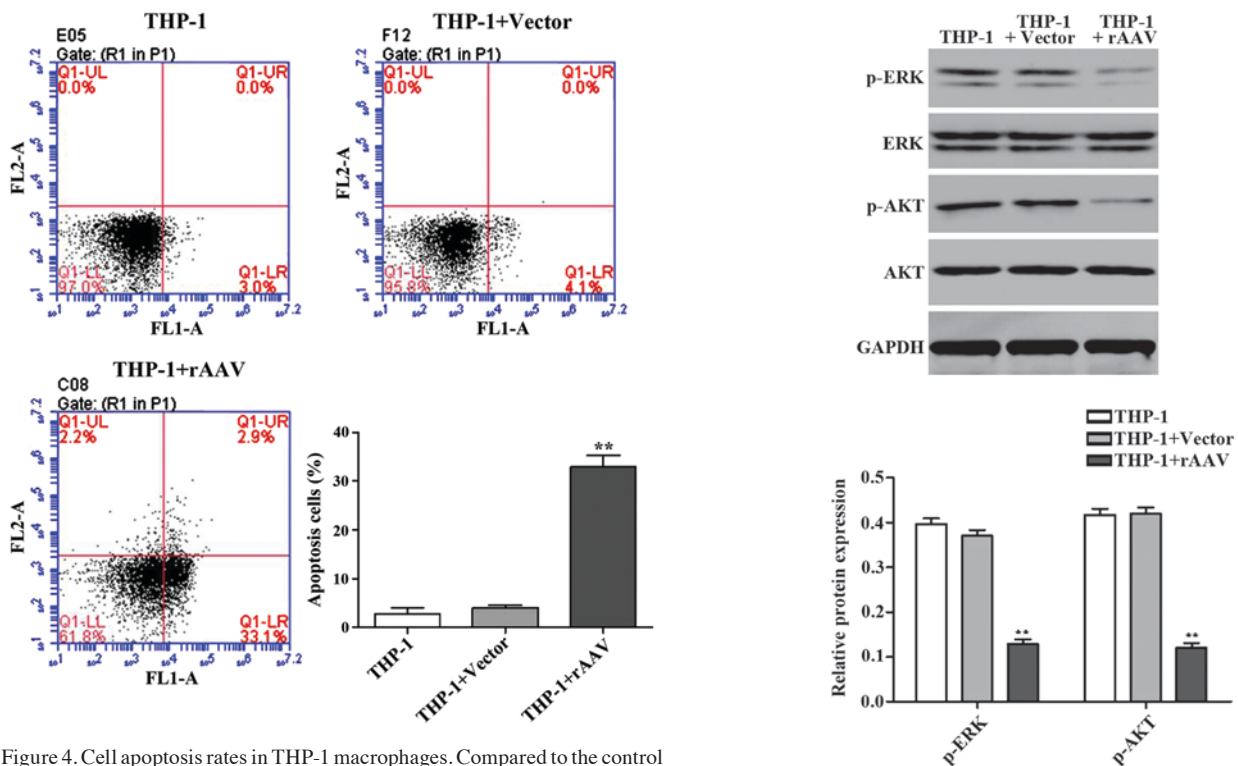 THP-1
E05
Gate: (R1 in P1)
Q1-UL
0.0%
Q1-UR
0.0%
Q1-LL
97.0%
Q1-LR
3.0%
FL2-A
FL1-A
THP-1+Vector
F12
Gate: (R1 in P1)
Q1-UL
0.0%
Q1-UR
0.0%
Q1-LL
95.8%
Q1-LR
4.1%
FL2-A
FL1-A
THP-1+rAAV
C08
Gate: (R1 in P1)
Q1-UL
2.2%
Q1-UR
2.9%
Q1-LL
61.8%
Q1-LR
33.1%
FL2-A
FL1-A
Apoptosis cells (%)
40
30
20
10
0
**
THP-1
THP-1+Vector
THP-1+rAAV
Figure 4. Cell apoptosis rates in THP-1 macrophages. Compared to the control
THP-1
THP-1
+ Vector
THP-1
+ rAAV
p-ERK
ERK
p-AKT
AKT
GAPDH
THP-1
THP-1+Vector
THP-1+rAAV
Relative protein expression
0.5
0.4
0.3
0.2
0.1
0.0
**
**
p-ERK
p-AKT